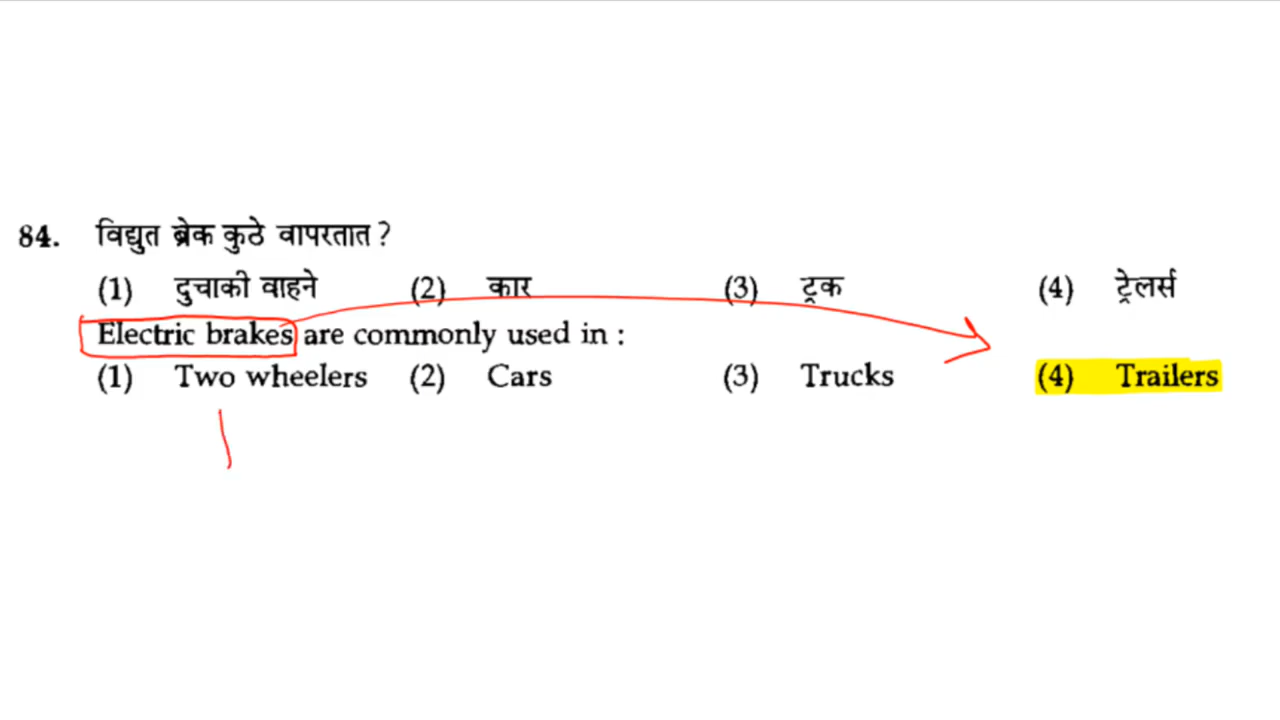 84. विद्युत ब्रेक कुठे वापरतात ?
(1) दुचाकी वाहने (2) कार (3) ट्रक (4) ट्रेलर्स
Electric brakes are commonly used in :
(1) Two wheelers (2) Cars (3) Trucks (4) Trailers